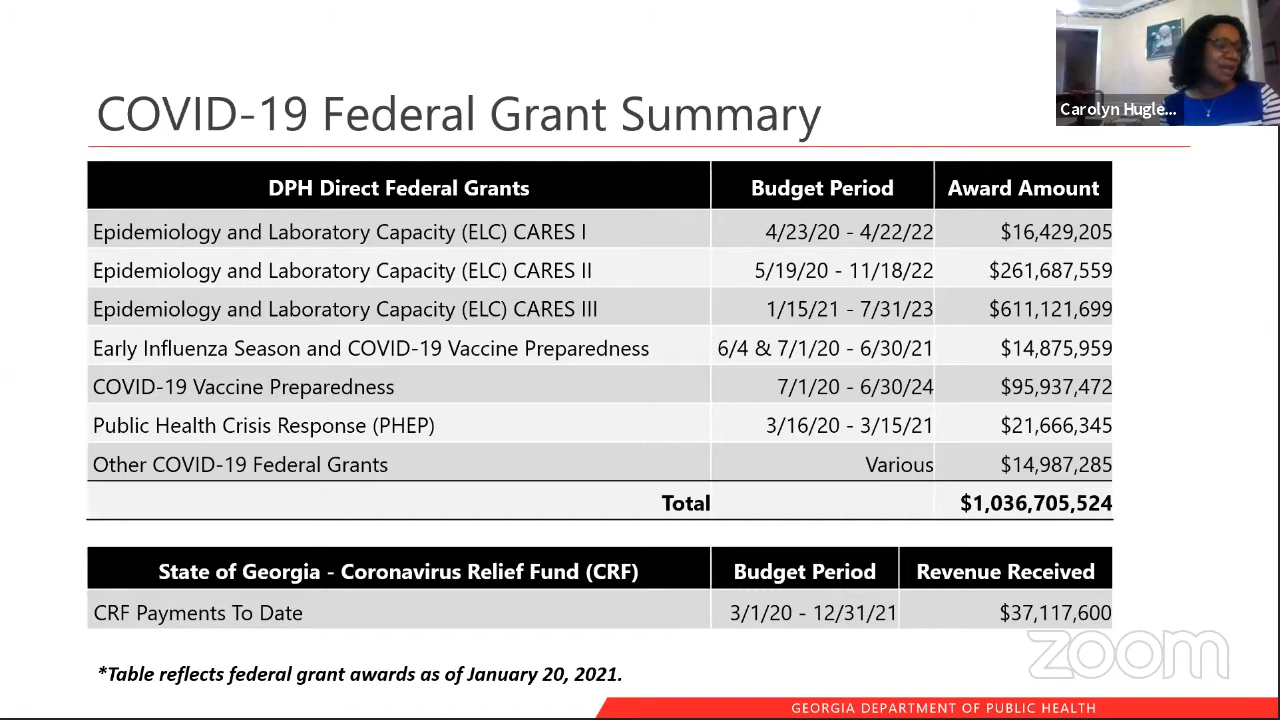 Carolyn Hugle...
COVID-19 Federal Grant Summary
DPH Direct Federal Grants Budget Period Award Amount
Epidemiology and Laboratory Capacity (ELC) CARES I 4/23/20 - 4/22/22 $16,429,205
Epidemiology and Laboratory Capacity (ELC) CARES II 5/19/20 - 11/18/22 $261,687,559
Epidemiology and Laboratory Capacity (ELC) CARES III 1/15/21 - 7/31/23 $611,121,699
Early Influenza Season and COVID-19 Vaccine Preparedness 6/4 & 7/1/20 - 6/30/21 $14,875,959
COVID-19 Vaccine Preparedness 7/1/20 - 6/30/24 $95,937,472
Public Health Crisis Response (PHEP) 3/16/20 - 3/15/21 $21,666,345
Other COVID-19 Federal Grants Various $14,987,285
Total $1,036,705,524
State of Georgia - Coronavirus Relief Fund (CRF) Budget Period Revenue Received
CRF Payments To Date 3/1/20 - 12/31/21 $37,117,600
zoom
*Table reflects federal grant awards as of January 20, 2021.
GEORGIA DEPARTMENT OF PUBLIC HEALTH